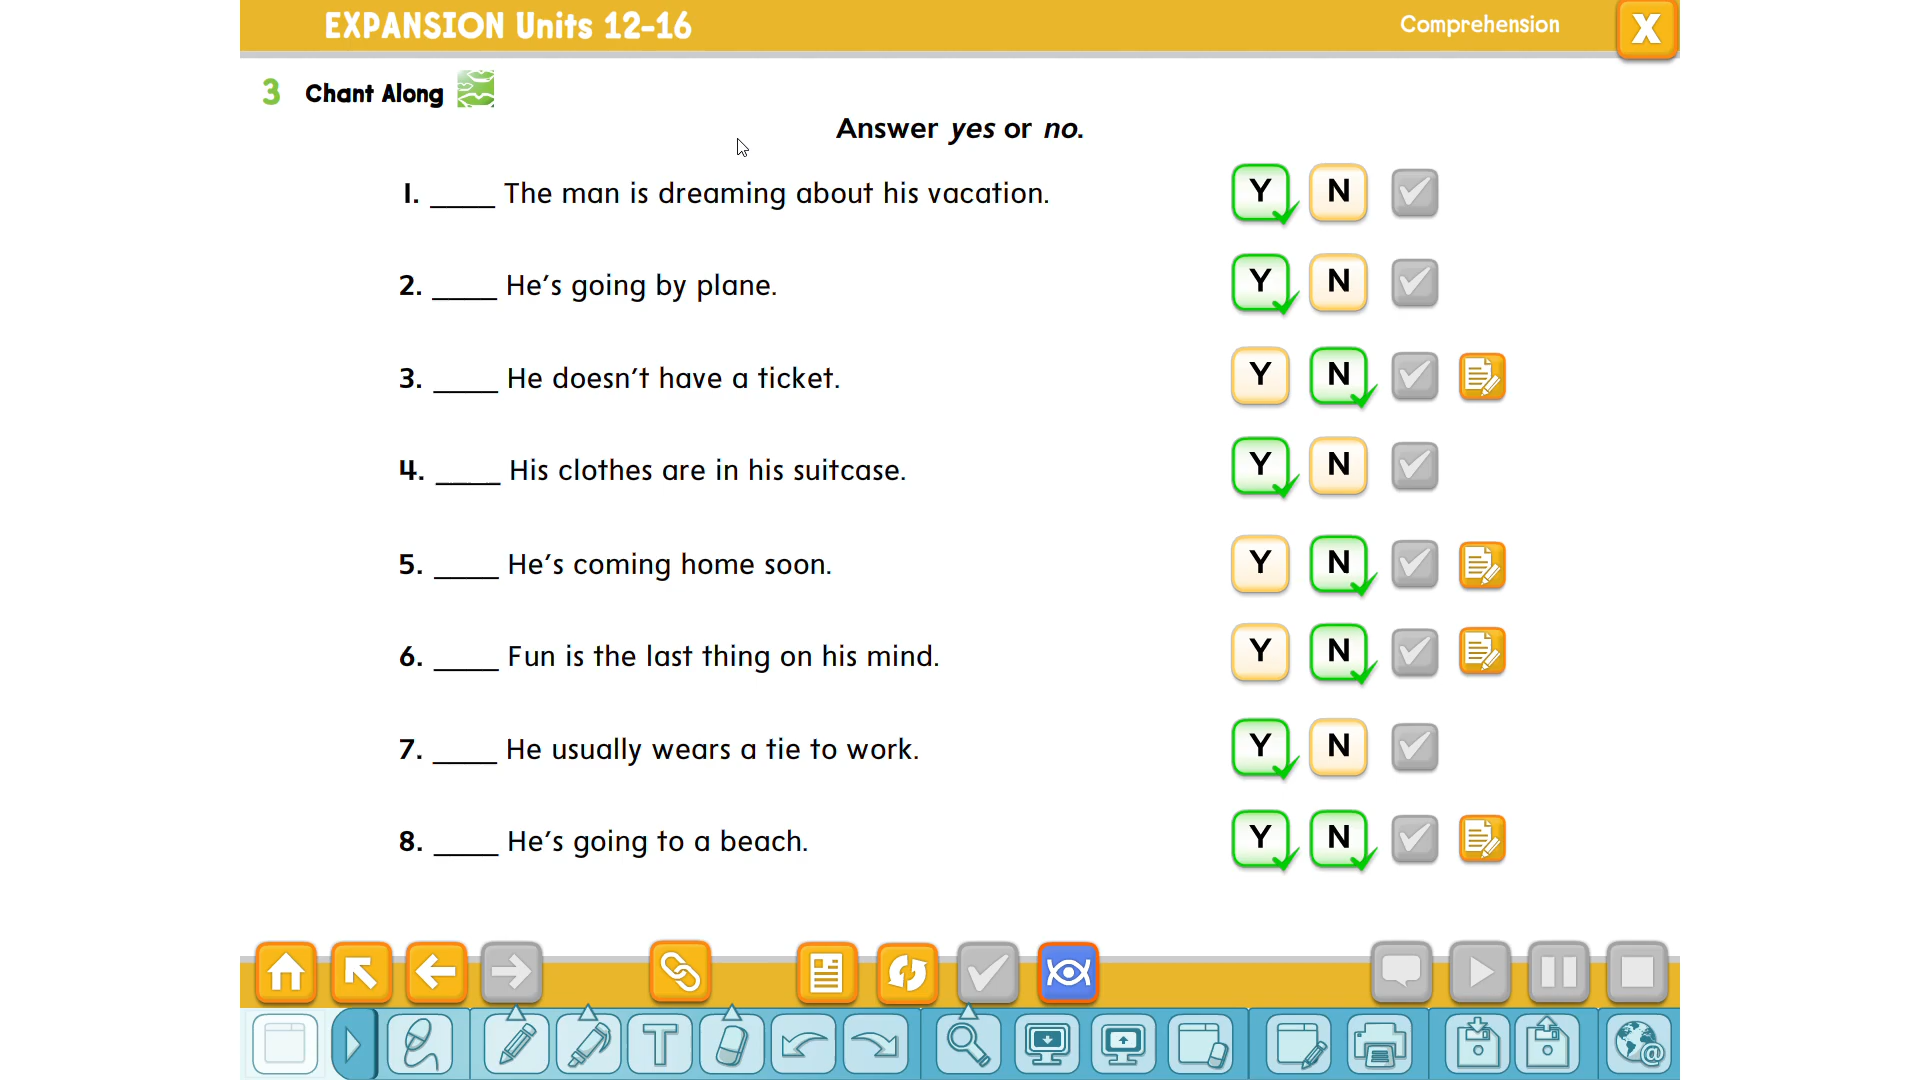 EXPANSION Units 12-16
Comprehension
X
3 Chant Along
Answer yes or no.
1. ____ The man is dreaming about his vacation. Y N
2. ____ He's going by plane. Y N
3. ____ He doesn't have a ticket. Y N
4. ____ His clothes are in his suitcase. Y N
5. ____ He's coming home soon. Y N
6. ____ Fun is the last thing on his mind. Y N
7. ____ He usually wears a tie to work. Y N
8. ____ He's going to a beach. Y N
T
@